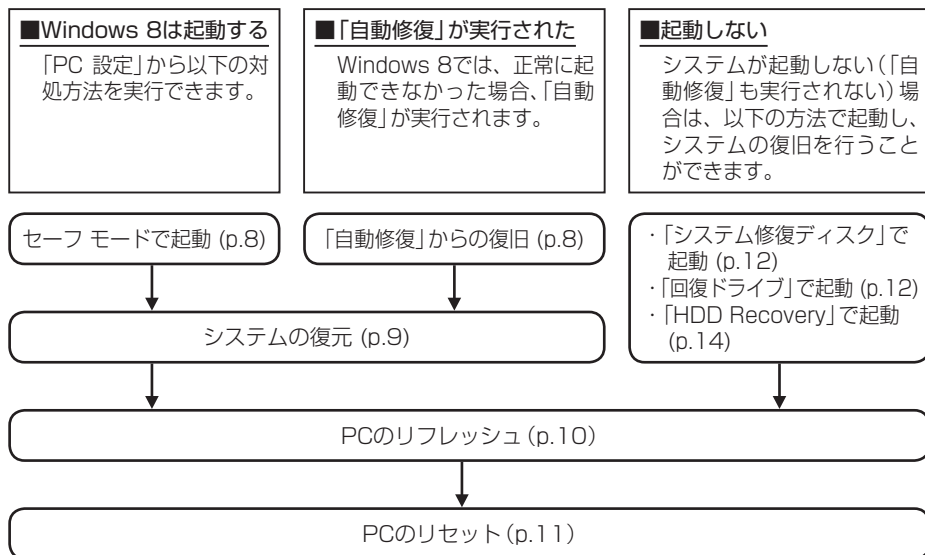 ■Windows 8は起動する
「PC 設定」から以下の対
処方法を実行できます。
■「自動修復」が実行された
Windows 8では、正常に起
動できなかった場合、「自動
修復」が実行されます。
■起動しない
システムが起動しない(「自
動修復」も実行されない)場
合は、以下の方法で起動し、
システムの復旧を行うこと
ができます。
セーフ モードで起動 (p.8)
「自動修復」からの復旧 (p.8)
・「システム修復ディスク」で
起動 (p.12)
・「回復ドライブ」で起動 (p.12)
・「HDD Recovery」で起動
(p.14)
システムの復元 (p.9)
PCのリフレッシュ(p.10)
PCのリセット(p.11)